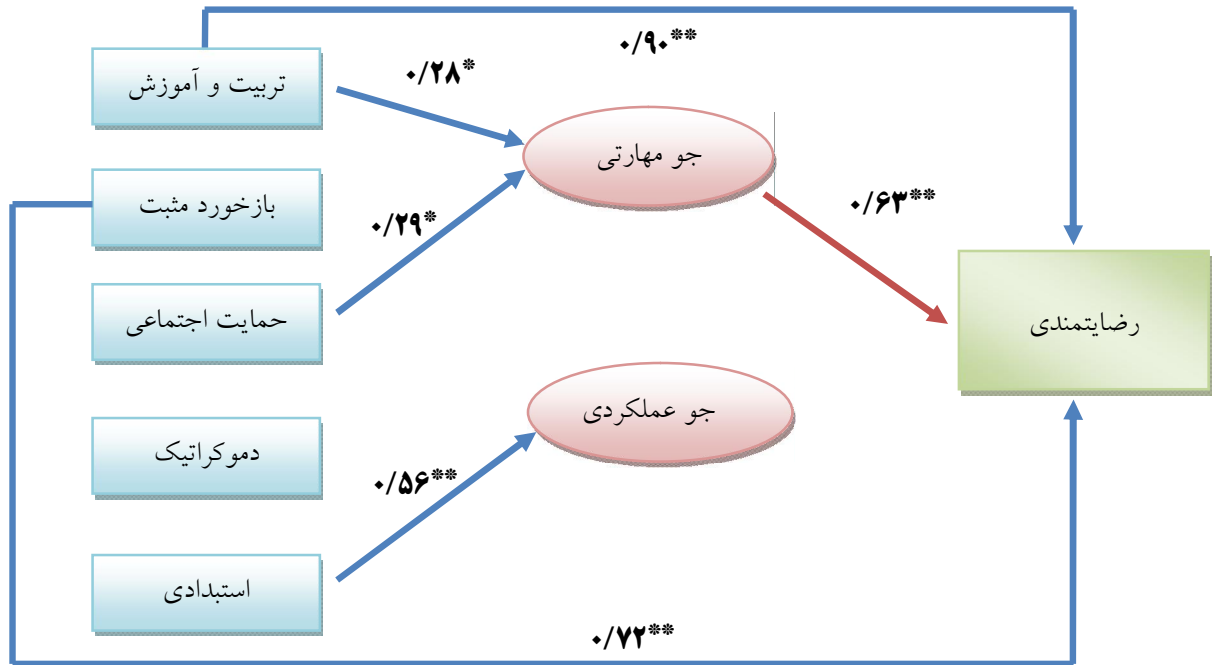 ۰/۹۰**
۰/۲۸*
تربیت و آموزش
جو مهارتی
بازخورد مثبت
۰/۶۳**
۰/۲۹*
حمایت اجتماعی
رضایتمندی
جو عملکردی
دموکراتیک
۰/۵۶**
استبدادی
۰/۷۲**